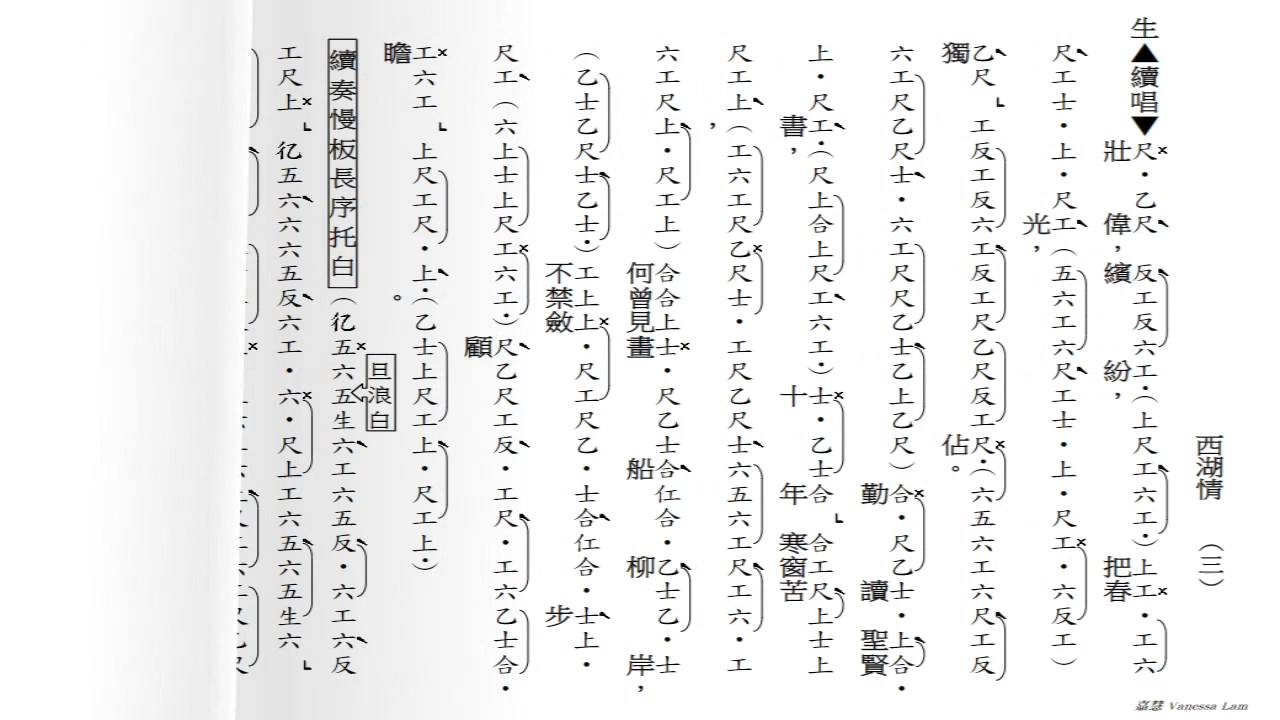 西湖情 （三）
生▲續唱▼尺・乙尺反工反六工・（上尺工六工・）上工・工六
壯偉，繽紛，把春
尺工士・上・尺工（五六工六尺工士・上・尺工・六反工）
光，
乙尺 ㄴ 工反工反六工反工尺乙尺反工尺・（六五六工六尺工反
獨佔。
六工尺乙尺士・六工尺尺乙士乙上乙尺）合・尺乙士・上合・
勤讀聖賢
上・尺工・（尺上合上尺工六工・）士・乙士合 ㄴ 合工尺上士上
書，十年寒窗苦
尺工上（工六工尺乙尺士・工尺乙尺士六五六工尺工六・工
，
六工尺上・尺工上）合合上士・尺乙士合仜合・乙士乙・士
何曾見畫船柳岸，
（乙士乙尺士乙士・）工上上・尺工尺乙・士合仜合・士上・
不禁斂步
尺工（六上士上尺工六工・）尺乙尺工反・工尺・工六乙士合・
顧
工六工 ㄴ 上尺工尺・上・（乙士上尺工上・尺工上・）
瞻。
旦浪白
續奏慢板長序托白（五六五生六工六五反・六工六反
工尺上 ㄴ 五六六六五反六工・六・尺上工六五六五生六 ㄴ
嘉慧 Vanessa Lam